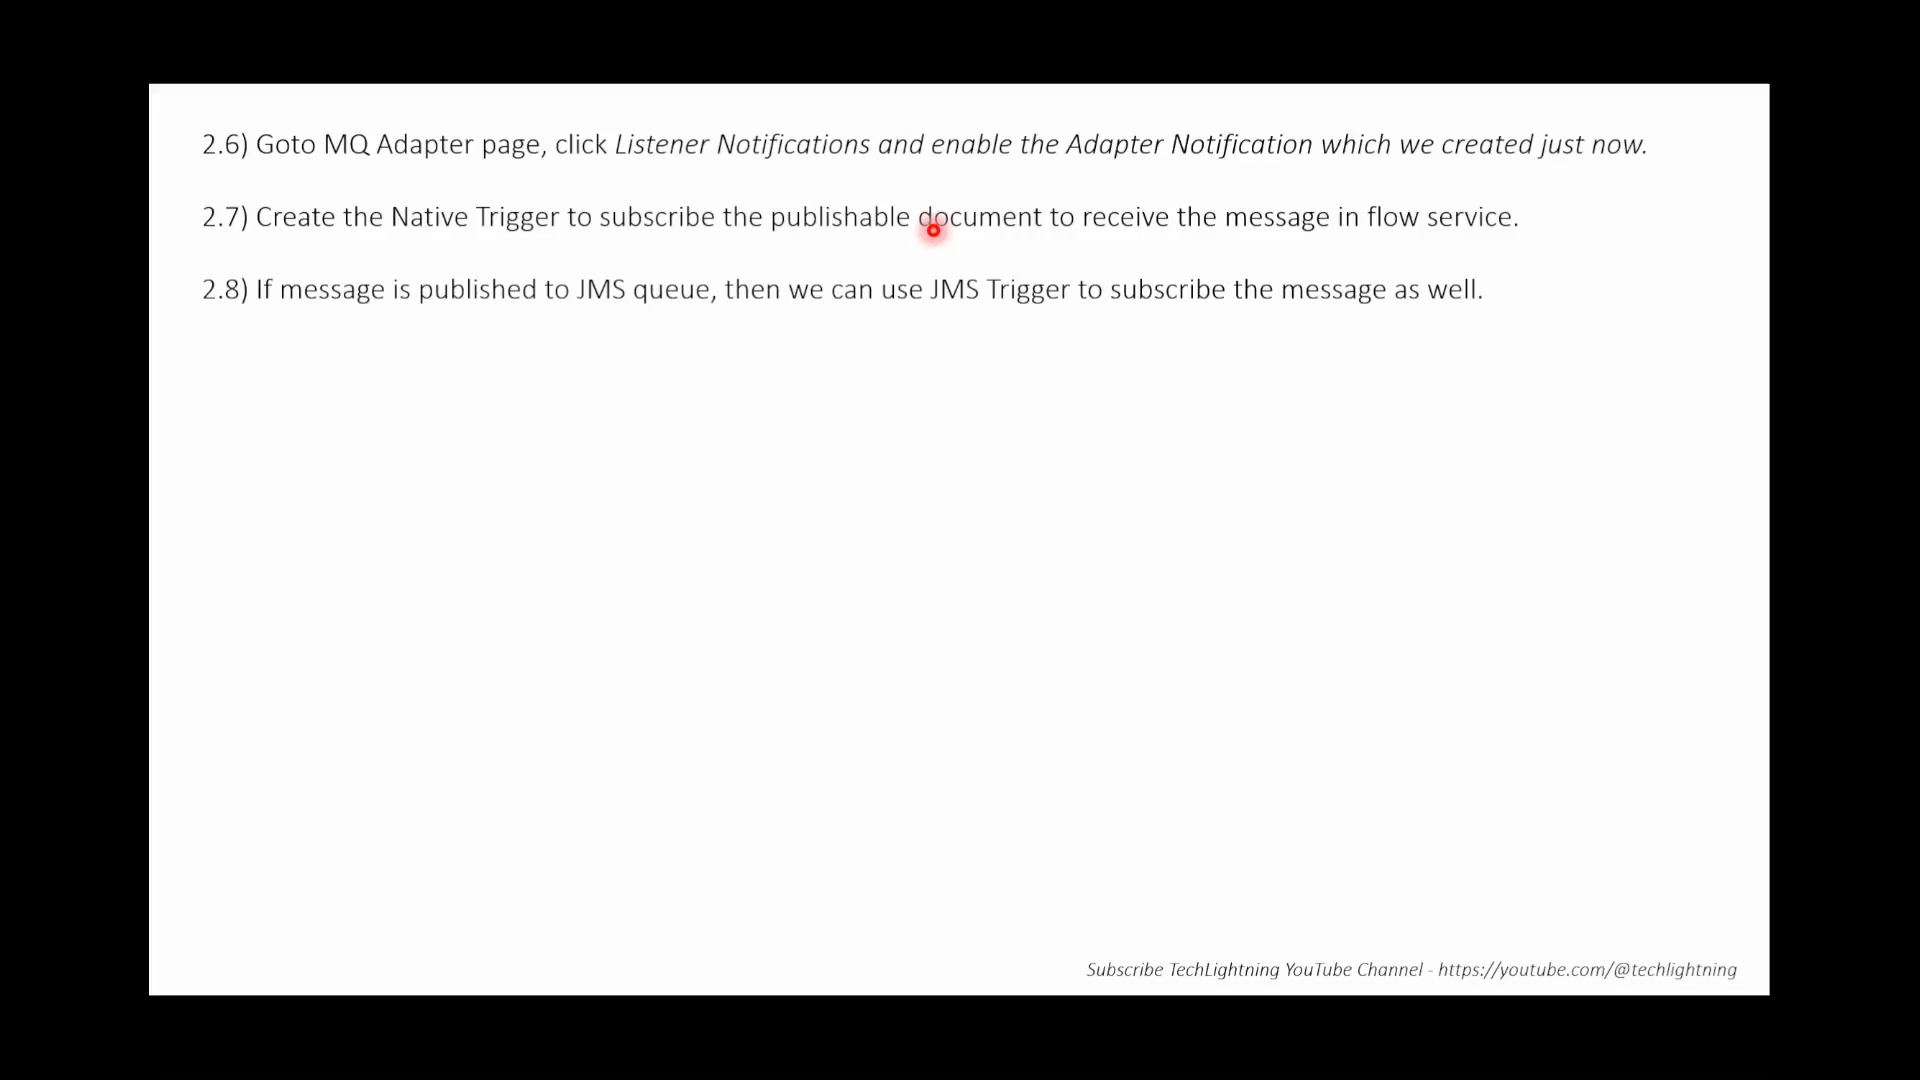 2.6) Goto MQ Adapter page, click Listener Notifications and enable the Adapter Notification which we created just now.
2.7) Create the Native Trigger to subscribe the publishable document to receive the message in flow service.
2.8) If message is published to JMS queue, then we can use JMS Trigger to subscribe the message as well.
Subscribe TechLightning YouTube Channel - https://youtube.com/@techlightning